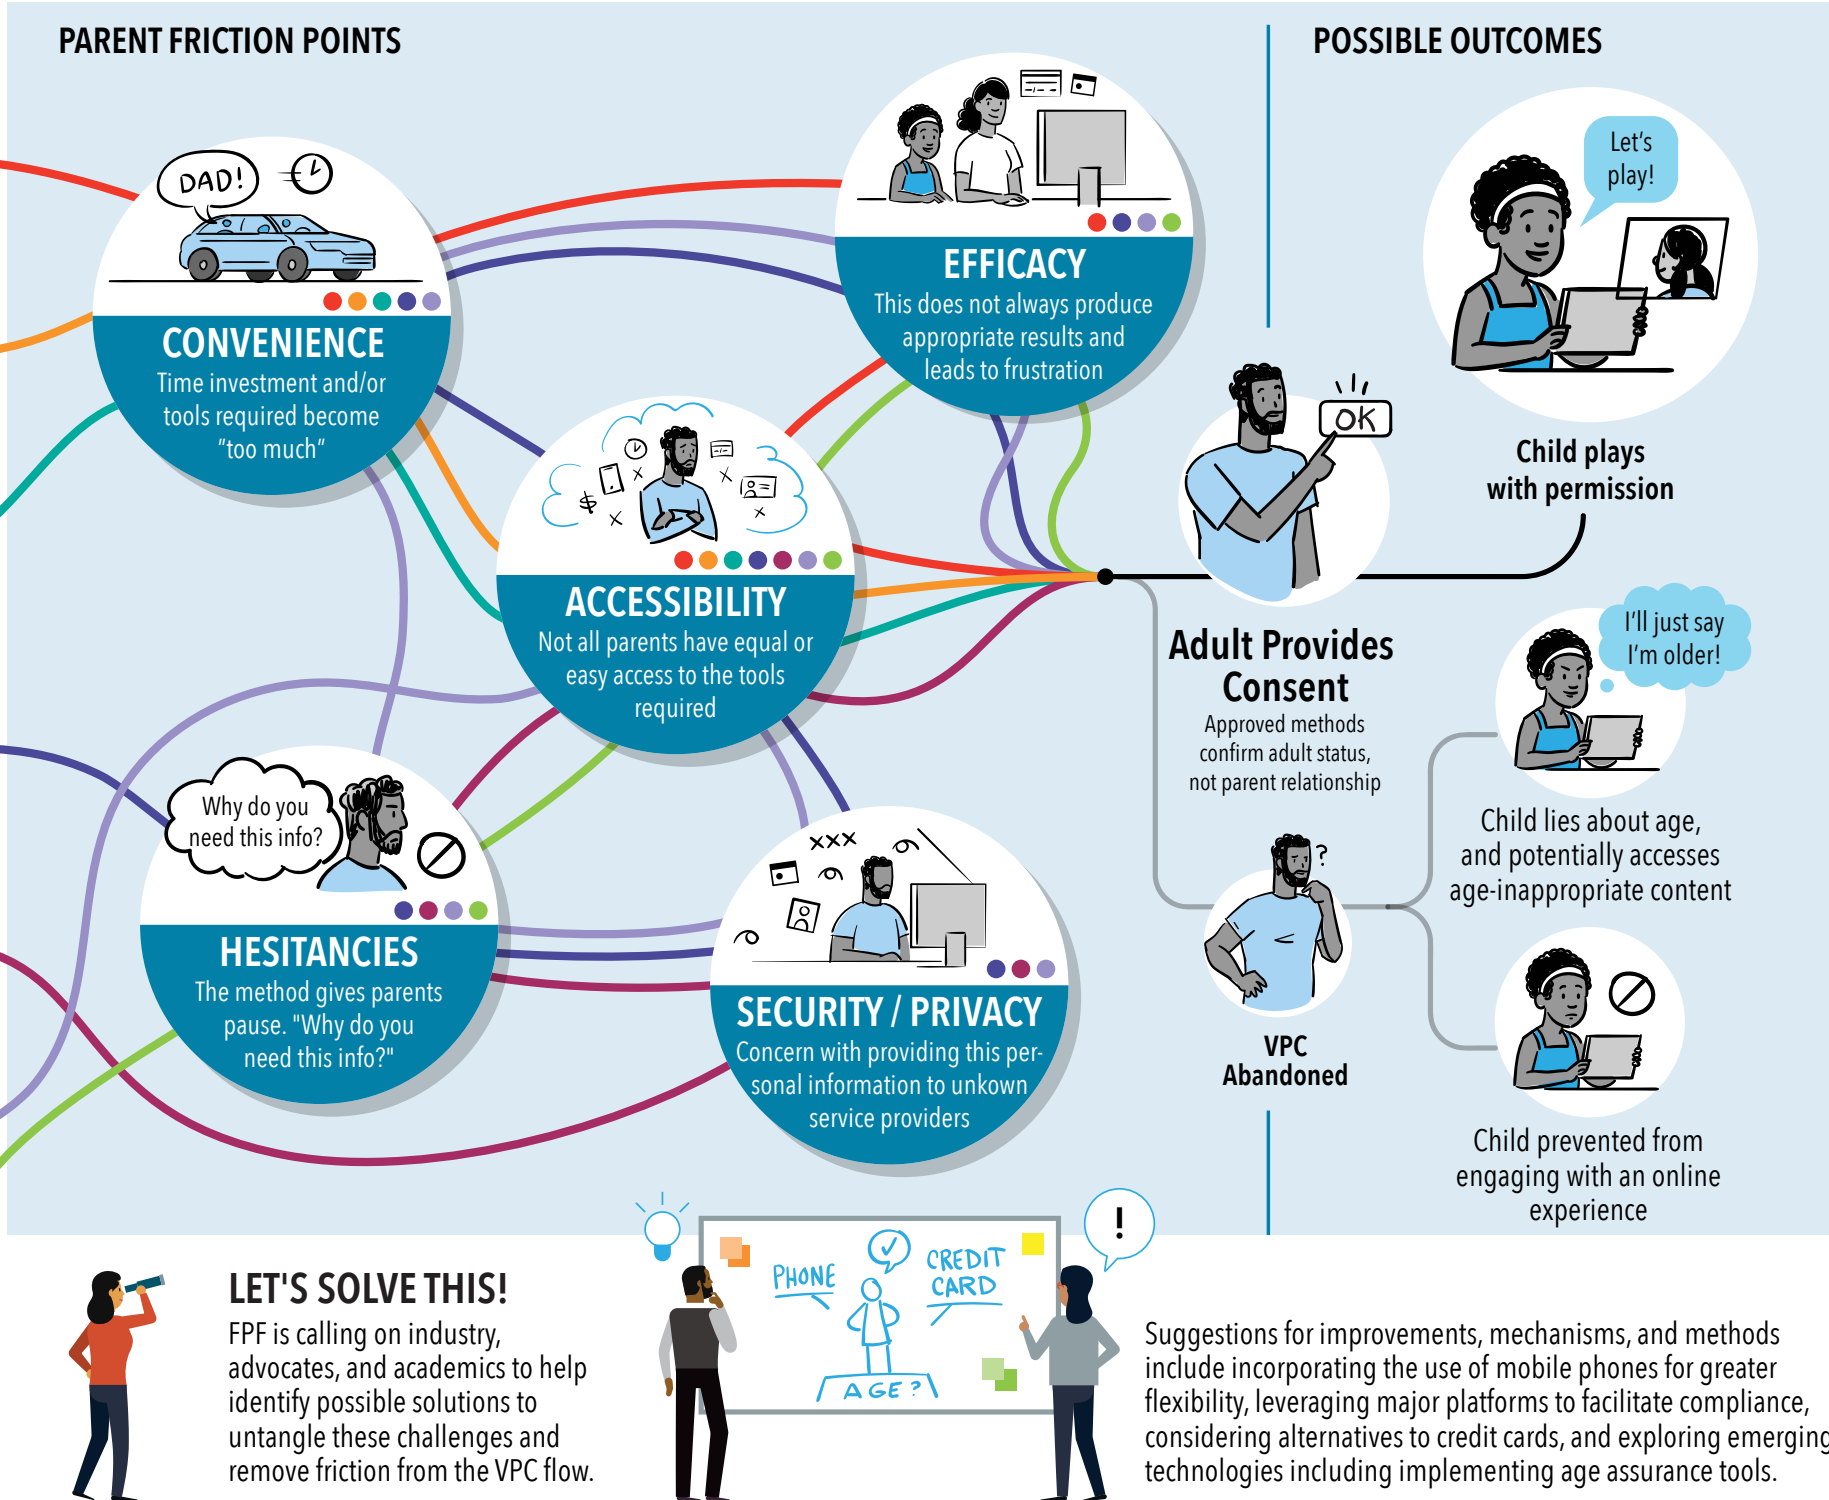 PARENT FRICTION POINTS
POSSIBLE OUTCOMES
DAD!
CONVENIENCE
Time investment and/or
tools required become
"too much"
EFFICACY
This does not always produce
appropriate results and
leads to frustration
$
ACCESSIBILITY
Not all parents have equal or
easy access to the tools
required
Why do you
need this info?
HESITANCIES
The method gives parents
pause. "Why do you
need this info?"
XXX
SECURITY / PRIVACY
Concern with providing this per-
sonal information to unkown
service providers
OK
Adult Provides
Consent
Approved methods
confirm adult status,
not parent relationship
?
VPC
Abandoned
Let's
play!
Child plays
with permission
I'll just say
I'm older!
Child lies about age,
and potentially accesses
age-inappropriate content
Child prevented from
engaging with an online
experience
LET'S SOLVE THIS!
FPF is calling on industry,
advocates, and academics to help
identify possible solutions to
untangle these challenges and
remove friction from the VPC flow.
PHONE
CREDIT
CARD
AGE?
!
Suggestions for improvements, mechanisms, and methods
include incorporating the use of mobile phones for greater
flexibility, leveraging major platforms to facilitate compliance,
considering alternatives to credit cards, and exploring emerging
technologies including implementing age assurance tools.